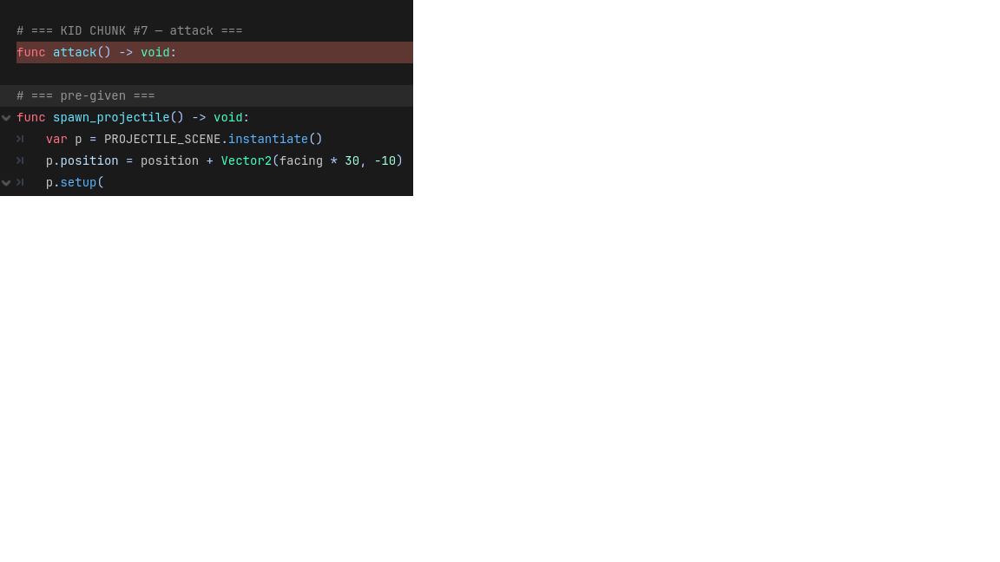 # === KID CHUNK #7 — attack ===
func attack() -> void:
# === pre-given ===
func spawn_projectile() -> void:
var p = PROJECTILE_SCENE.instantiate()
p.position = position + Vector2(facing * 30, -10)
p.setup(